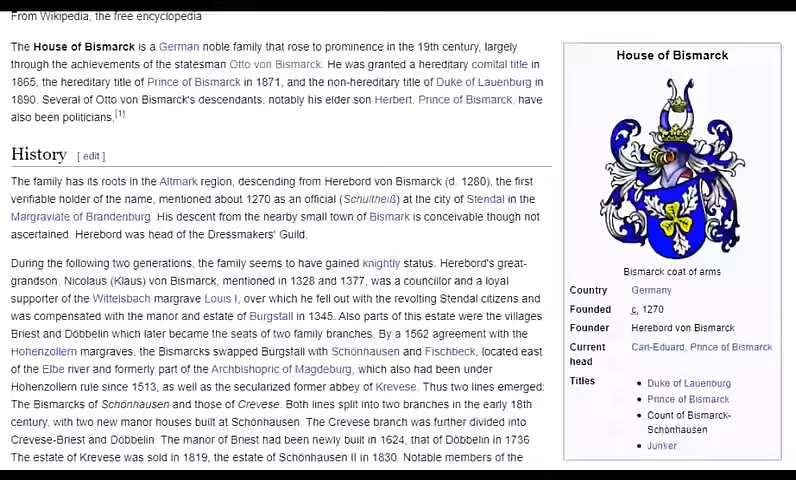 From Wikipedia, the free encyclopedia
The House of Bismarck is a German noble family that rose to prominence in the 19th century, largely
through the achievements of the statesman Otto von Bismarck. He was granted a hereditary comital title in
1865, the hereditary title of Prince of Bismarck in 1871, and the non-hereditary title of Duke of Lauenburg in
1890. Several of Otto von Bismarck's descendants, notably his elder son Herbert, Prince of Bismarck, have
also been politicians.[1]
History [ edit ]
The family has its roots in the Altmark region, descending from Herebord von Bismarck (d. 1280), the first
verifiable holder of the name, mentioned about 1270 as an official (Schultheiß) at the city of Stendal in the
Margraviate of Brandenburg. His descent from the nearby small town of Bismark is conceivable though not
ascertained. Herebord was head of the Dressmakers' Guild.
During the following two generations, the family seems to have gained knightly status. Herebord's great-
grandson, Nicolaus (Klaus) von Bismarck, mentioned in 1328 and 1377, was a councillor and a loyal
supporter of the Wittelsbach margrave Louis I, over which he fell out with the revolting Stendal citizens and
was compensated with the manor and estate of Burgstall in 1345. Also parts of this estate were the villages
Briest and Döbbelin which later became the seats of two family branches. By a 1562 agreement with the
Hohenzollern margraves, the Bismarcks swapped Burgstall with Schönhausen and Fischbeck, located east
of the Elbe river and formerly part of the Archbishopric of Magdeburg, which also had been under
Hohenzollern rule since 1513, as well as the secularized former abbey of Krevese. Thus two lines emerged:
The Bismarcks of Schönhausen and those of Crevese. Both lines split into two branches in the early 18th
century, with two new manor houses built at Schönhausen. The Crevese branch was further divided into
Crevese-Briest and Döbbelin. The manor of Briest had been newly built in 1624, that of Döbbelin in 1736.
The estate of Krevese was sold in 1819, the estate of Schönhausen II in 1830. Notable members of the
House of Bismarck
Bismarck coat of arms
Country Germany
Founded c. 1270
Founder Herebord von Bismarck
Current head Carl-Eduard, Prince of Bismarck
Titles
• Duke of Lauenburg
• Prince of Bismarck
• Count of Bismarck-
Schönhausen
• Junker